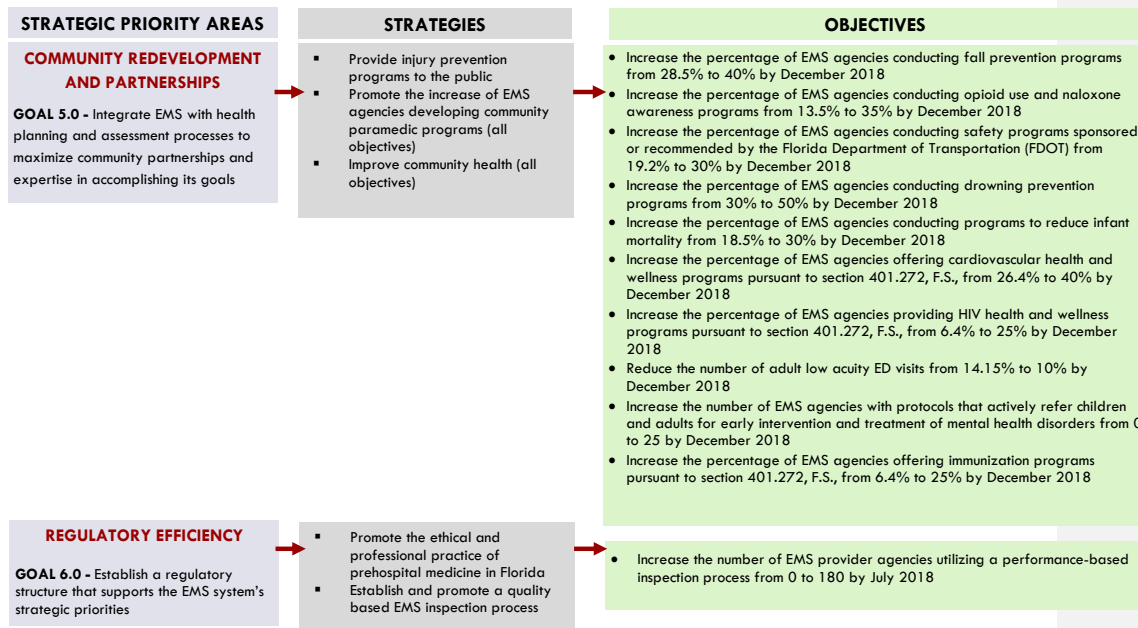 STRATEGIC PRIORITY AREAS
STRATEGIES
OBJECTIVES
COMMUNITY REDEVELOPMENT
AND PARTNERSHIPS
GOAL 5.0 - Integrate EMS with health
planning and assessment processes to
maximize community partnerships and
expertise in accomplishing its goals
▪ Provide injury prevention
programs to the public
▪ Promote the increase of EMS
agencies developing community
paramedic programs (all
objectives)
▪ Improve community health (all
objectives)
• Increase the percentage of EMS agencies conducting fall prevention programs
from 28.5% to 40% by December 2018
• Increase the percentage of EMS agencies conducting opioid use and naloxone
awareness programs from 13.5% to 35% by December 2018
• Increase the percentage of EMS agencies conducting safety programs sponsored
or recommended by the Florida Department of Transportation (FDOT) from
19.2% to 30% by December 2018
• Increase the percentage of EMS agencies conducting drowning prevention
programs from 30% to 50% by December 2018
• Increase the percentage of EMS agencies conducting programs to reduce infant
mortality from 18.5% to 30% by December 2018
• Increase the percentage of EMS agencies offering cardiovascular health and
wellness programs pursuant to section 401.272, F.S., from 26.4% to 40% by
December 2018
• Increase the percentage of EMS agencies providing HIV health and wellness
programs pursuant to section 401.272, F.S., from 6.4% to 25% by December
2018
• Reduce the number of adult low acuity ED visits from 14.15% to 10% by
December 2018
• Increase the number of EMS agencies with protocols that actively refer children
and adults for early intervention and treatment of mental health disorders from 0
to 25 by December 2018
• Increase the percentage of EMS agencies offering immunization programs
pursuant to section 401.272, F.S., from 6.4% to 25% by December 2018
REGULATORY EFFICIENCY
GOAL 6.0 - Establish a regulatory
structure that supports the EMS system's
strategic priorities
▪ Promote the ethical and
professional practice of
prehospital medicine in Florida
▪ Establish and promote a quality
based EMS inspection process
• Increase the number of EMS provider agencies utilizing a performance-based
inspection process from 0 to 180 by July 2018